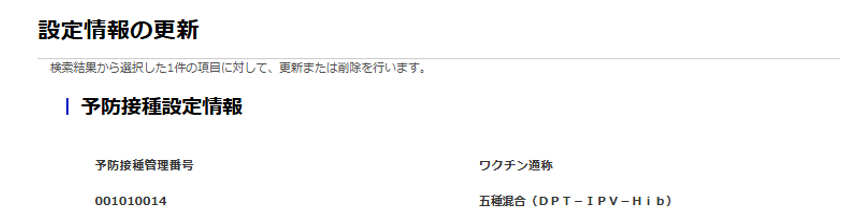 設定情報の更新
検索結果から選択した1件の項目に対して、更新または削除を行います。
予防接種設定情報
予防接種管理番号 ワクチン通称
001010014 五種混合（ＤＰＴ－ＩＰＶ－Ｈｉｂ）